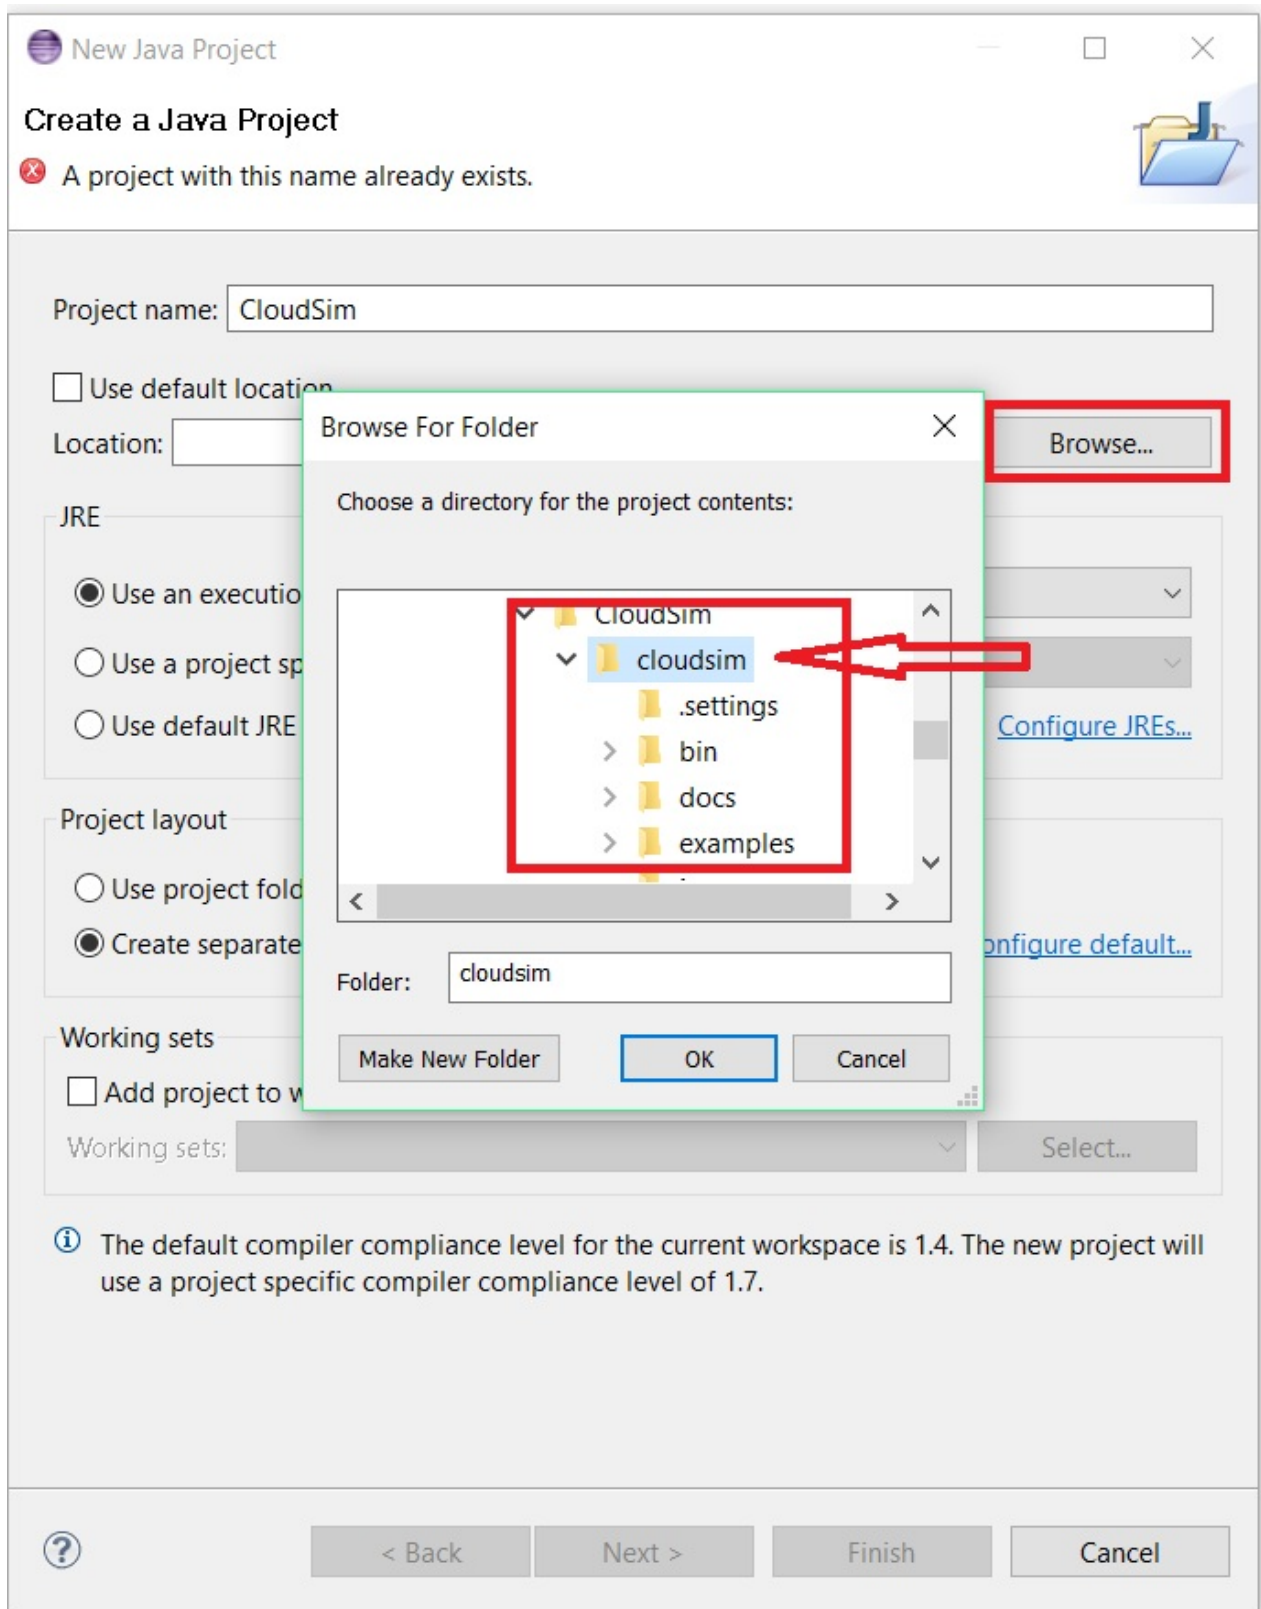 New Java Project
Create a Java Project
A project with this name already exists.
Project name: CloudSim
Use default location
Location:
Browse...
Browse For Folder
Choose a directory for the project contents:
JRE
Use an executio
Use a project sp
Use default JRE
Configure JREs...
CloudSim
cloudsim
.settings
bin
docs
examples
Project layout
Use project fold
Create separate
onfigure default...
Folder: cloudsim
Make New Folder OK Cancel
Working sets
Add project to w
Working sets:
Select...
The default compiler compliance level for the current workspace is 1.4. The new project will
use a project specific compiler compliance level of 1.7.
< Back Next > Finish Cancel